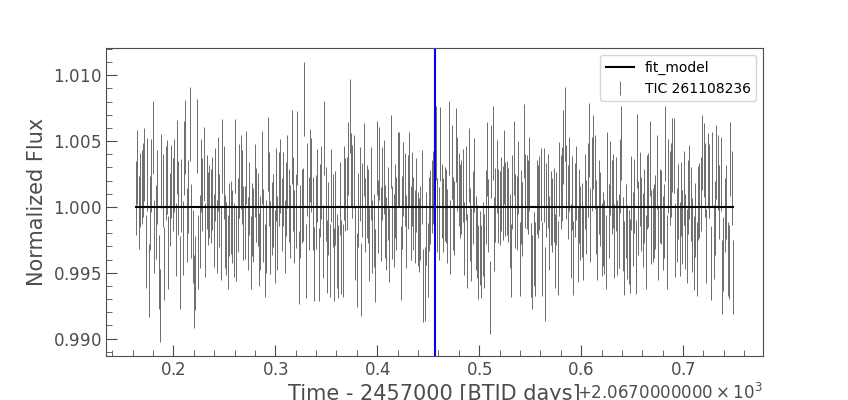 1.010
1.005
1.000
0.995
0.990
Normalized Flux
fit_model
TIC 261108236
0.2 0.3 0.4 0.5 0.6 0.7
Time - 2457000 [BTJD days]
+2.0670000000 × 10³